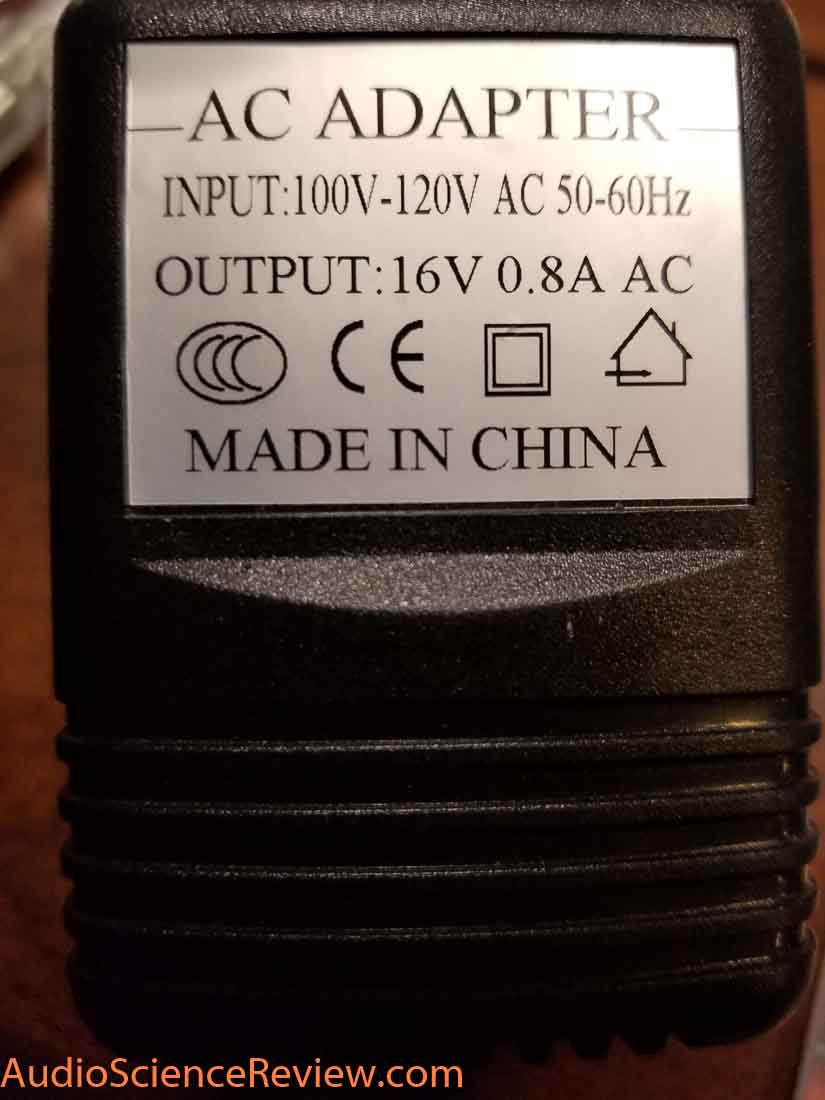 AC ADAPTER
INPUT:100V-120V AC 50-60Hz
OUTPUT:16V 0.8A AC
CCC CE
MADE IN CHINA
AudioScienceReview.com